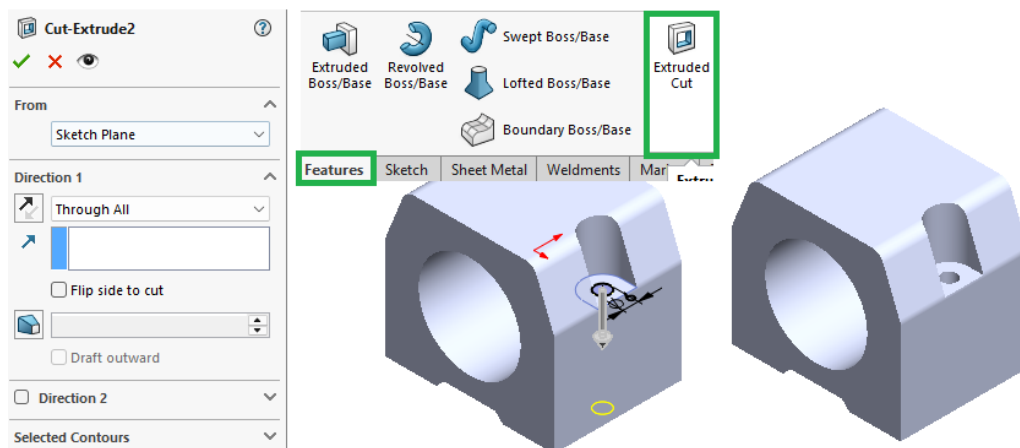 Cut-Extrude2
From
Sketch Plane
Direction 1
Through All
Flip side to cut
Draft outward
Direction 2
Selected Contours
Extruded
Boss/Base
Revolved
Boss/Base
Swept Boss/Base
Lofted Boss/Base
Boundary Boss/Base
Extruded
Cut
Features
Sketch
Sheet Metal
Weldments